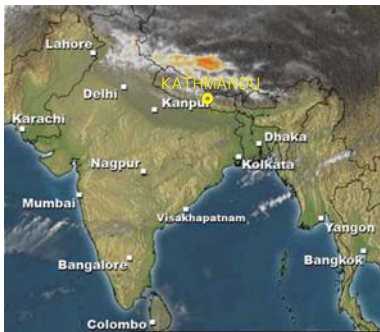 Lahore
KATHMANDU
Delhi
Kanpur
Karachi
Dhaka
Nagpur
Kolkata
Mumbai
Visakhapatnam
Yangon
Bangalore
Bangkok
Colombo